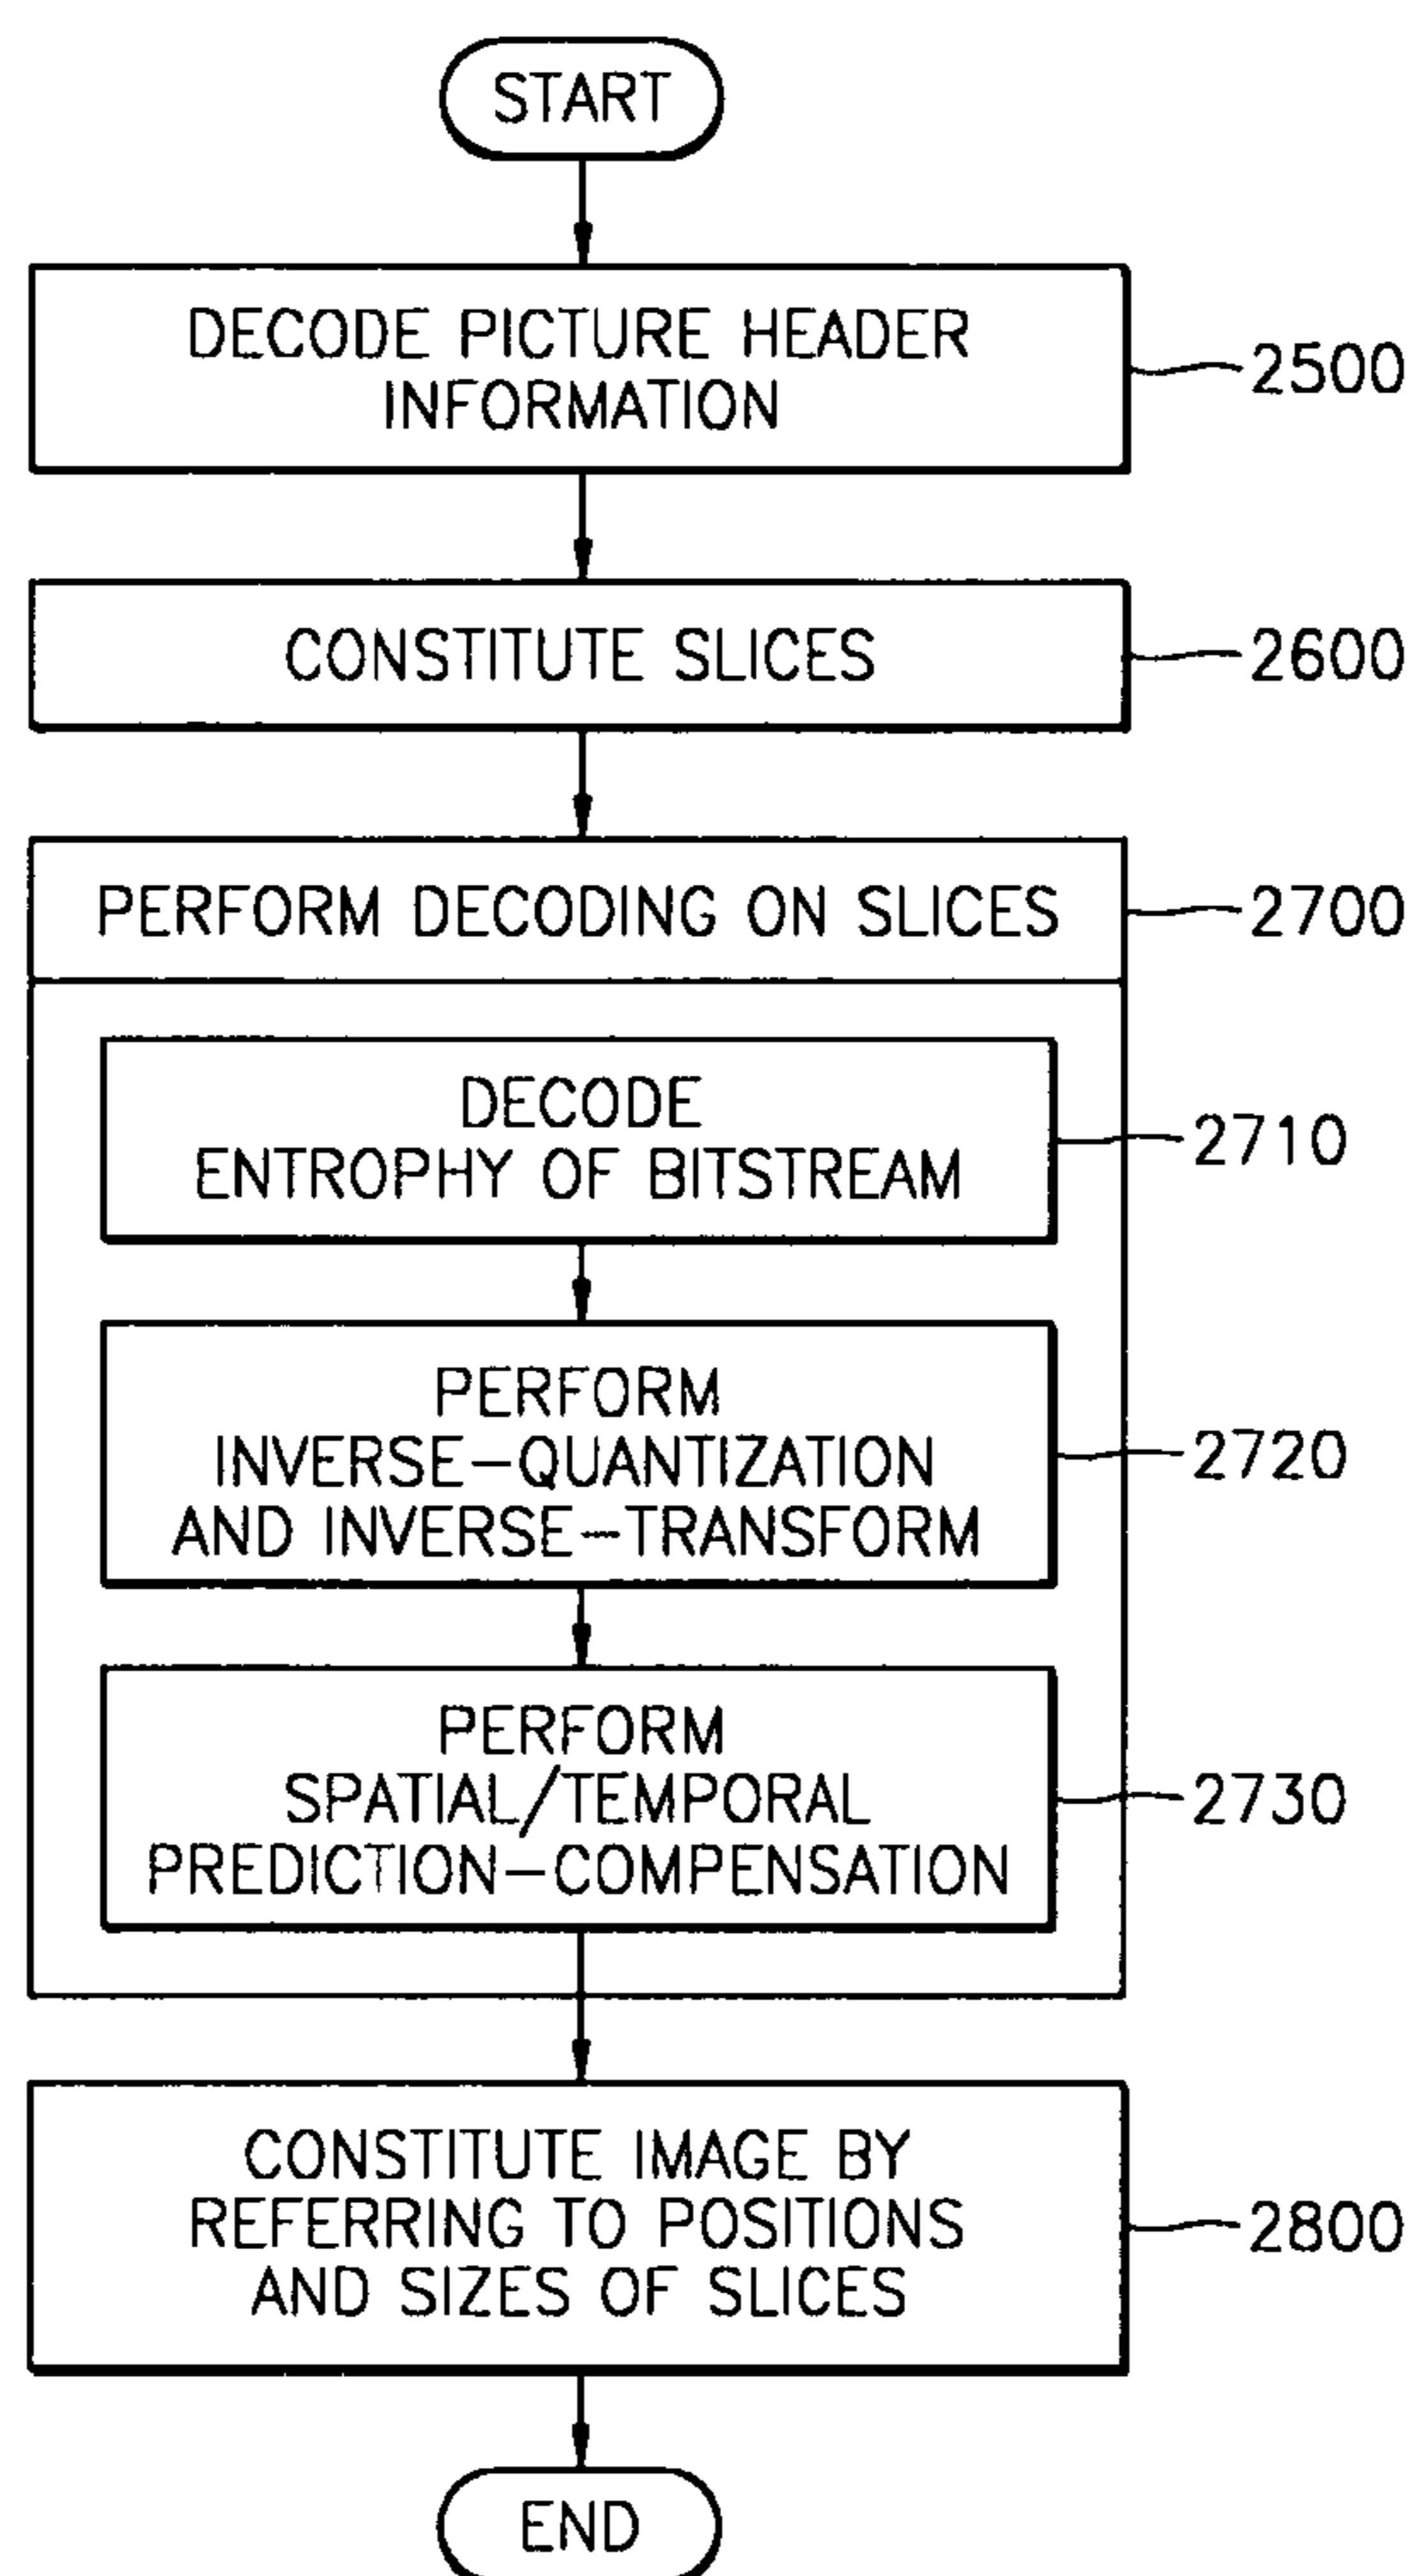 START
DECODE PICTURE HEADER
INFORMATION
2500
CONSTITUTE SLICES
2600
PERFORM DECODING ON SLICES
2700
DECODE
ENTROPHY OF BITSTREAM
2710
PERFORM
INVERSE-QUANTIZATION
AND INVERSE-TRANSFORM
2720
PERFORM
SPATIAL/TEMPORAL
PREDICTION-COMPENSATION
2730
CONSTITUTE IMAGE BY
REFERRING TO POSITIONS
AND SIZES OF SLICES
2800
END